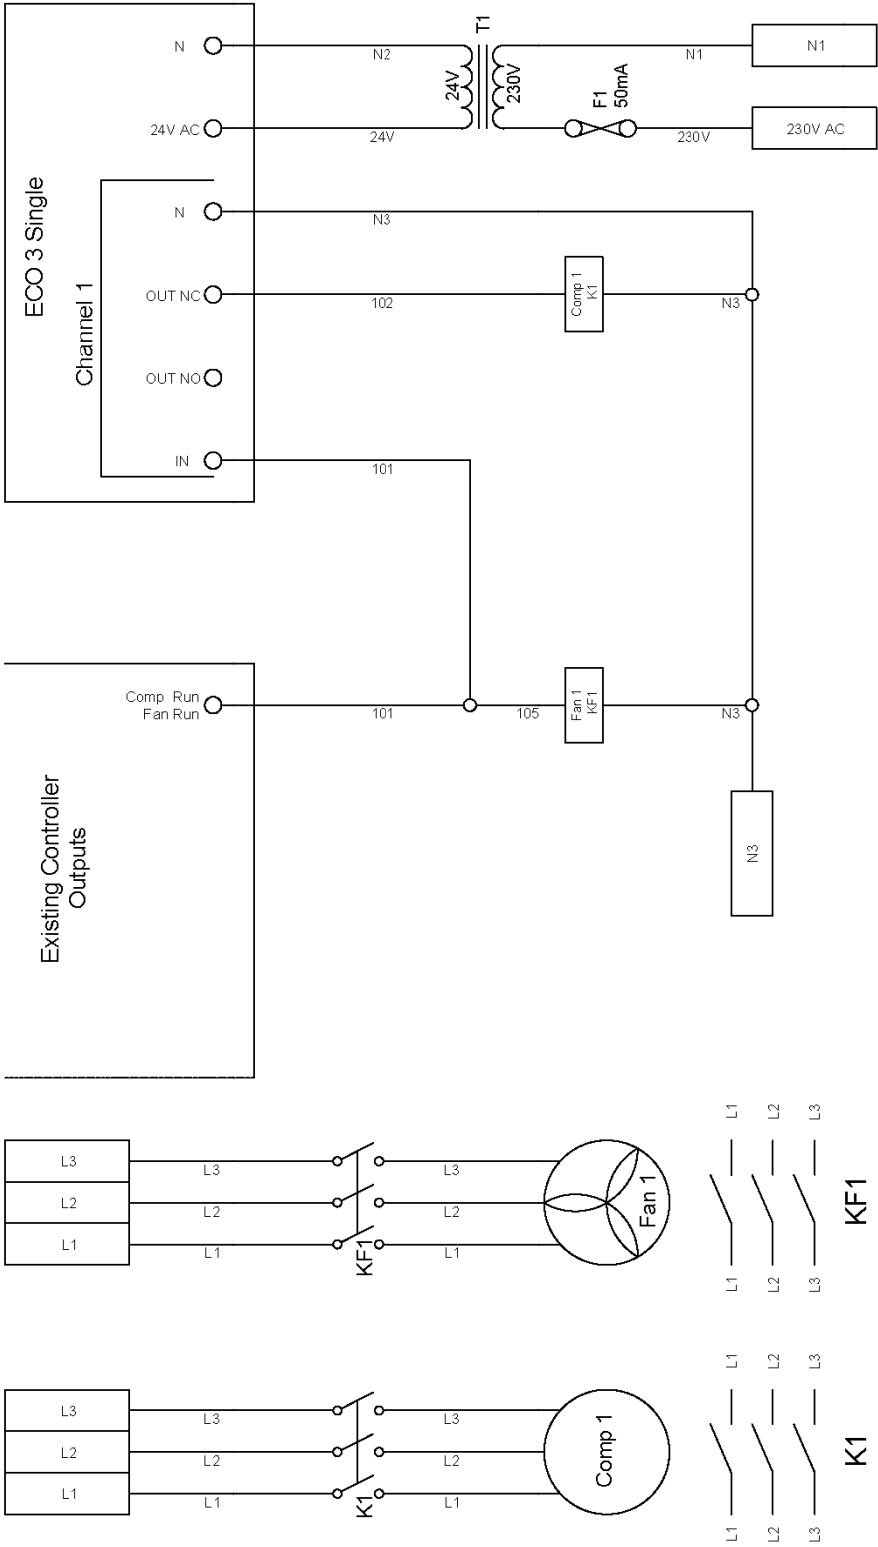 T1
N
N2
N1
N1
24V
230V
F1
50mA
24V AC
24V
230V
230V AC
ECO 3 Single
Channel 1
N
N3
OUT NC
102
Comp 1
K1
N3
OUT NO
IN
101
Comp Run
Fan Run
101
105
Fan 1
KF1
N3
Existing Controller
Outputs
N3
L3
L3
L3
L2
L2
L2
L1
L1
L1
KF1
Fan 1
L1
L2
L3
L1
L2
L3
KF1
L3
L3
L3
L2
L2
L2
L1
L1
L1
K1
Comp 1
L1
L2
L3
L1
L2
L3
K1